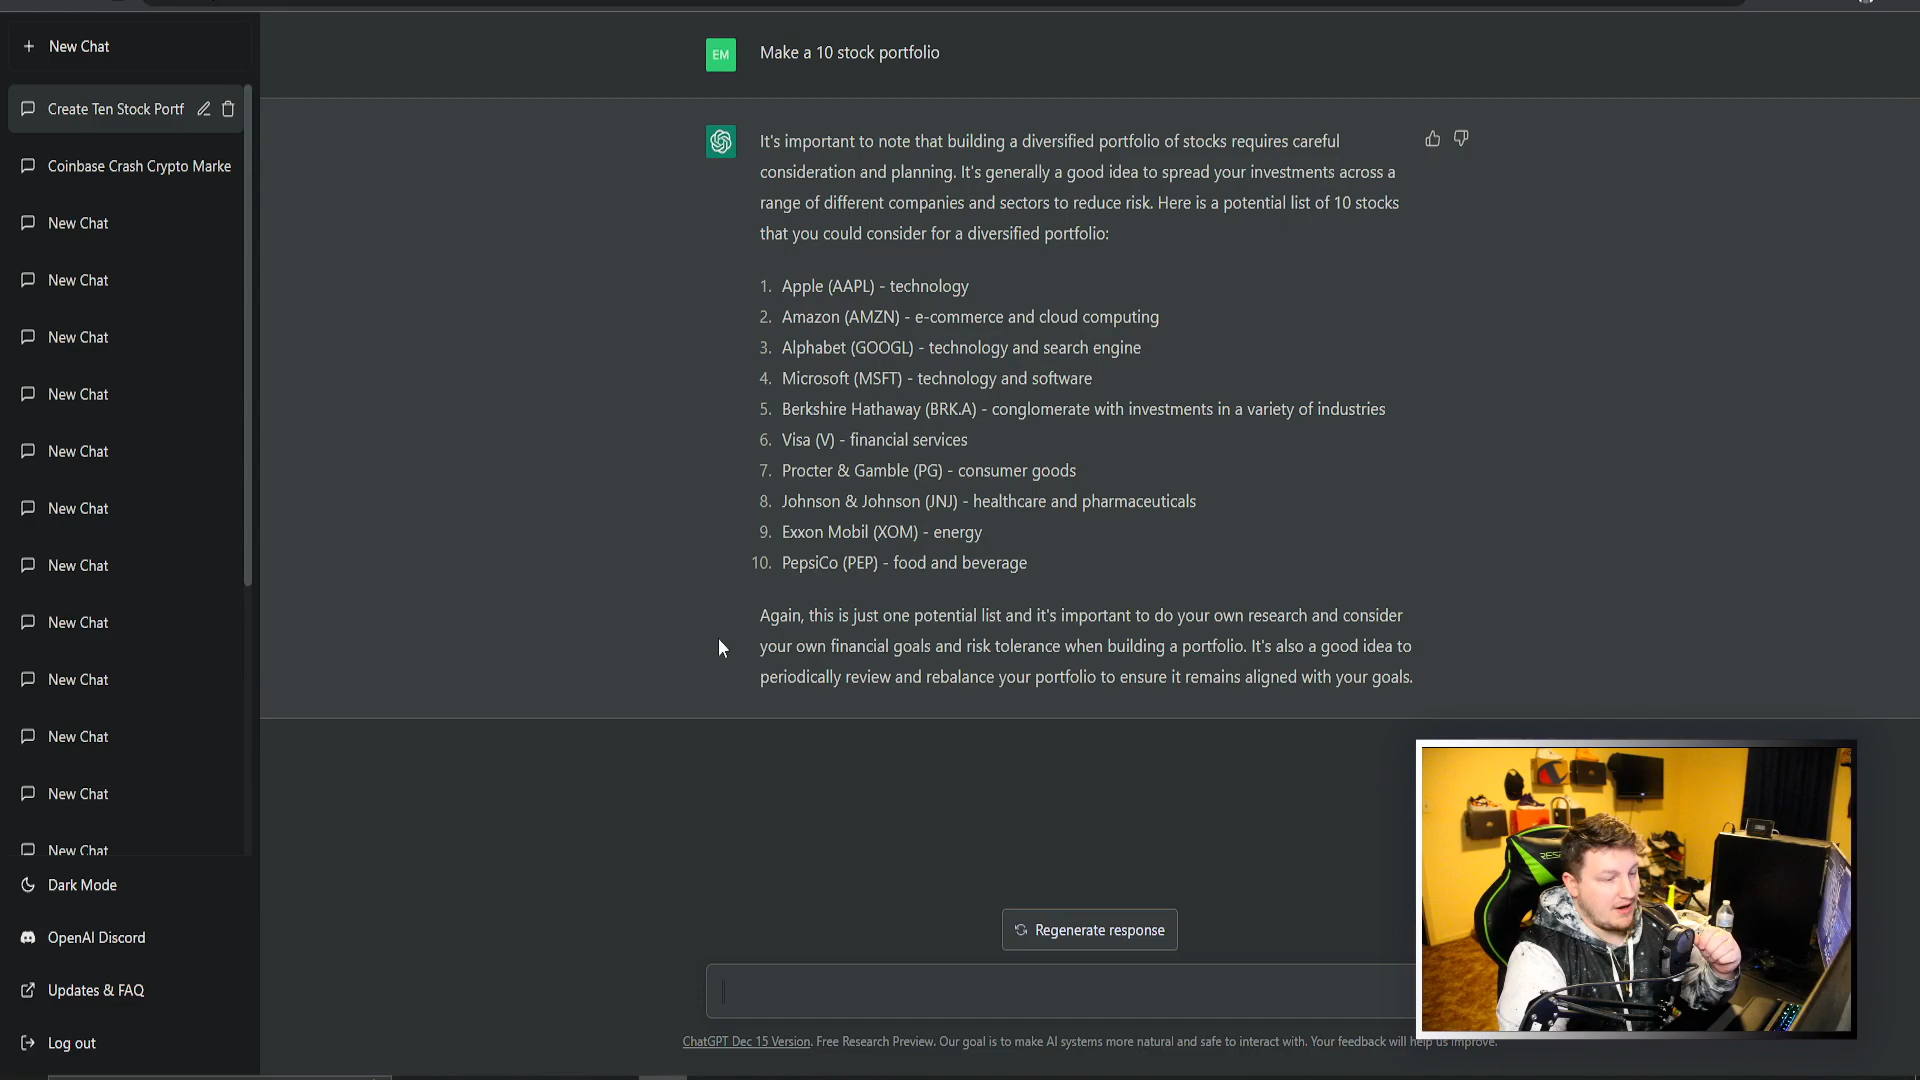 New Chat
Create Ten Stock Portf
Coinbase Crash Crypto Marke
New Chat
New Chat
New Chat
New Chat
New Chat
New Chat
New Chat
New Chat
New Chat
New Chat
New Chat
New Chat
Dark Mode
OpenAI Discord
Updates & FAQ
Log out
EM
Make a 10 stock portfolio
It's important to note that building a diversified portfolio of stocks requires careful
consideration and planning. It's generally a good idea to spread your investments across a
range of different companies and sectors to reduce risk. Here is a potential list of 10 stocks
that you could consider for a diversified portfolio:
1. Apple (AAPL) - technology
2. Amazon (AMZN) - e-commerce and cloud computing
3. Alphabet (GOOGL) - technology and search engine
4. Microsoft (MSFT) - technology and software
5. Berkshire Hathaway (BRK.A) - conglomerate with investments in a variety of industries
6. Visa (V) - financial services
7. Procter & Gamble (PG) - consumer goods
8. Johnson & Johnson (JNJ) - healthcare and pharmaceuticals
9. Exxon Mobil (XOM) - energy
10. PepsiCo (PEP) - food and beverage
Again, this is just one potential list and it's important to do your own research and consider
your own financial goals and risk tolerance when building a portfolio. It's also a good idea to
periodically review and rebalance your portfolio to ensure it remains aligned with your goals.
Regenerate response
ChatGPT Dec 15 Version. Free Research Preview. Our goal is to make AI systems more natural and safe to interact with. Your feedback will help us improve.